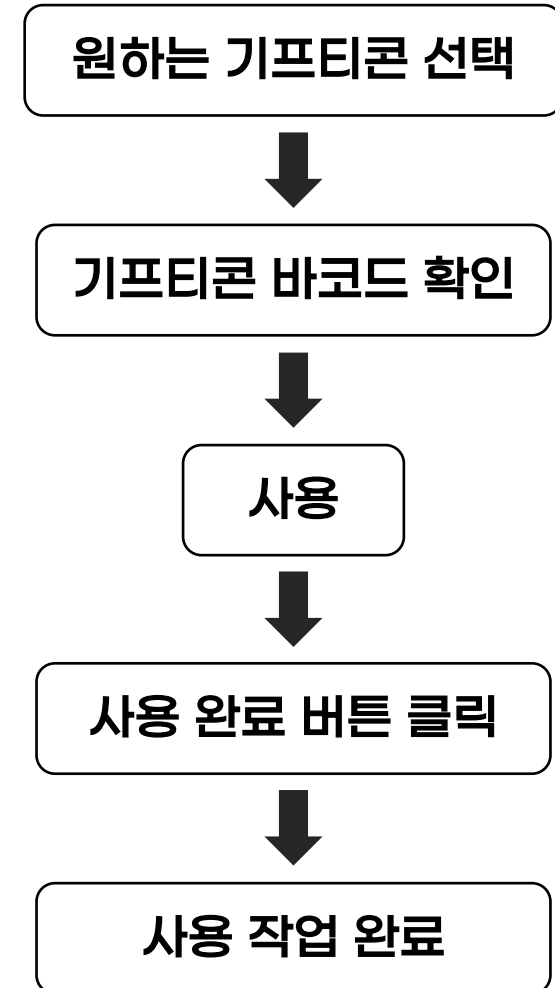 원하는 기프티콘 선택
기프티콘 바코드 확인
사용
사용 완료 버튼 클릭
사용 작업 완료